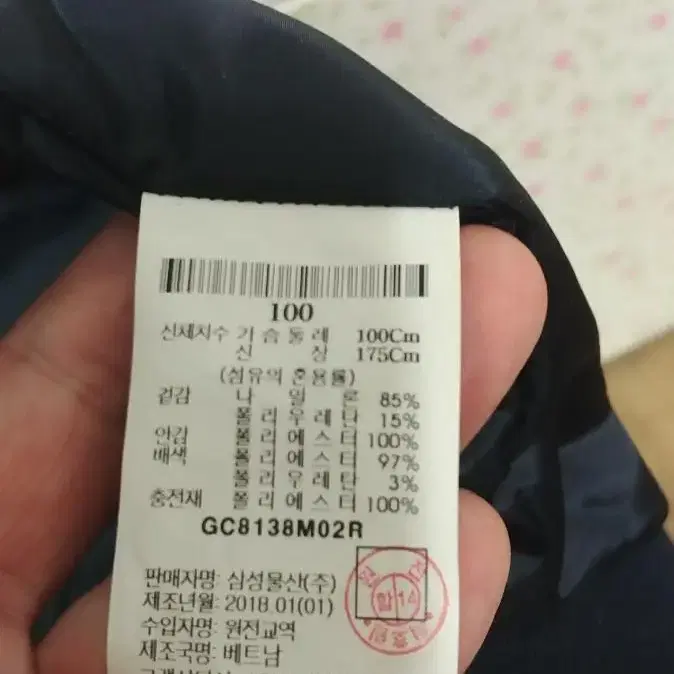 100
신체치수 가슴둘레 100Cm
신장 175Cm
(섬유의 혼용률)
겉감 나일론 85%
폴리우레탄 15%
안감 폴리에스터 100%
배색 폴리에스터 97%
폴리우레탄 3%
충전재 폴리에스터 100%
GC8138M02R
판매자명: 삼성물산(주)
제조년월: 2018.01(01)
수입자명: 원전교역
제조국명: 베트남
합 14